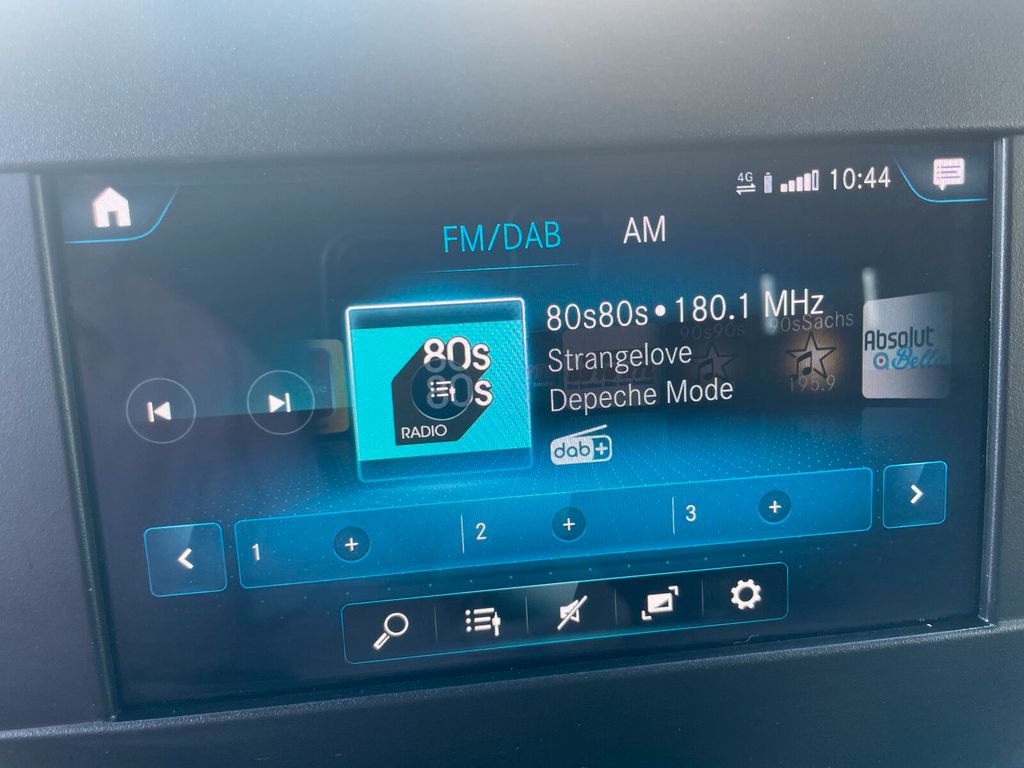 4G 10:44
FM/DAB AM
80s80s • 180.1 MHz
Strangelove
Depeche Mode
dab+
80s
80s
RADIO
90s90s
90sSachs
195.9
Absolut
Bella
1 + 2 + 3 +